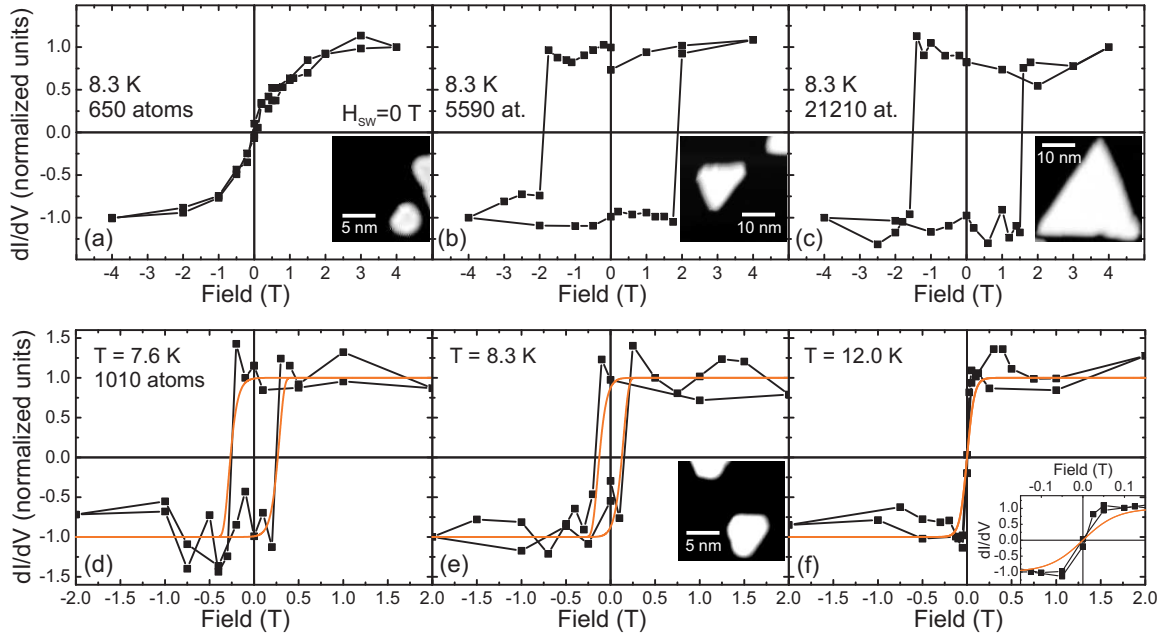 dI/dV (normalized units)
1.0
0.5
0.0
-0.5
-1.0
8.3 K
650 atoms
H_SW=0 T
5 nm
(a)
-4 -3 -2 -1 0 1 2 3 4
Field (T)
8.3 K
5590 at.
10 nm
(b)
-4 -3 -2 -1 0 1 2 3 4
Field (T)
8.3 K
21210 at.
10 nm
(c)
-4 -3 -2 -1 0 1 2 3 4 5
Field (T)
dI/dV (normalized units)
1.5
1.0
0.5
0.0
-0.5
-1.0
-1.5
T = 7.6 K
1010 atoms
(d)
-2.0 -1.5 -1.0 -0.5 0.0 0.5 1.0 1.5 2.0
Field (T)
T = 8.3 K
5 nm
(e)
-1.5 -1.0 -0.5 0.0 0.5 1.0 1.5 2.0
Field (T)
T = 12.0 K
(f)
-1.5 -1.0 -0.5 0.0 0.5 1.0 1.5 2.0
Field (T)
Field (T)
-0.1 0.0 0.1
dI/dV
1.0
0.5
0.0
-0.5
-1.0